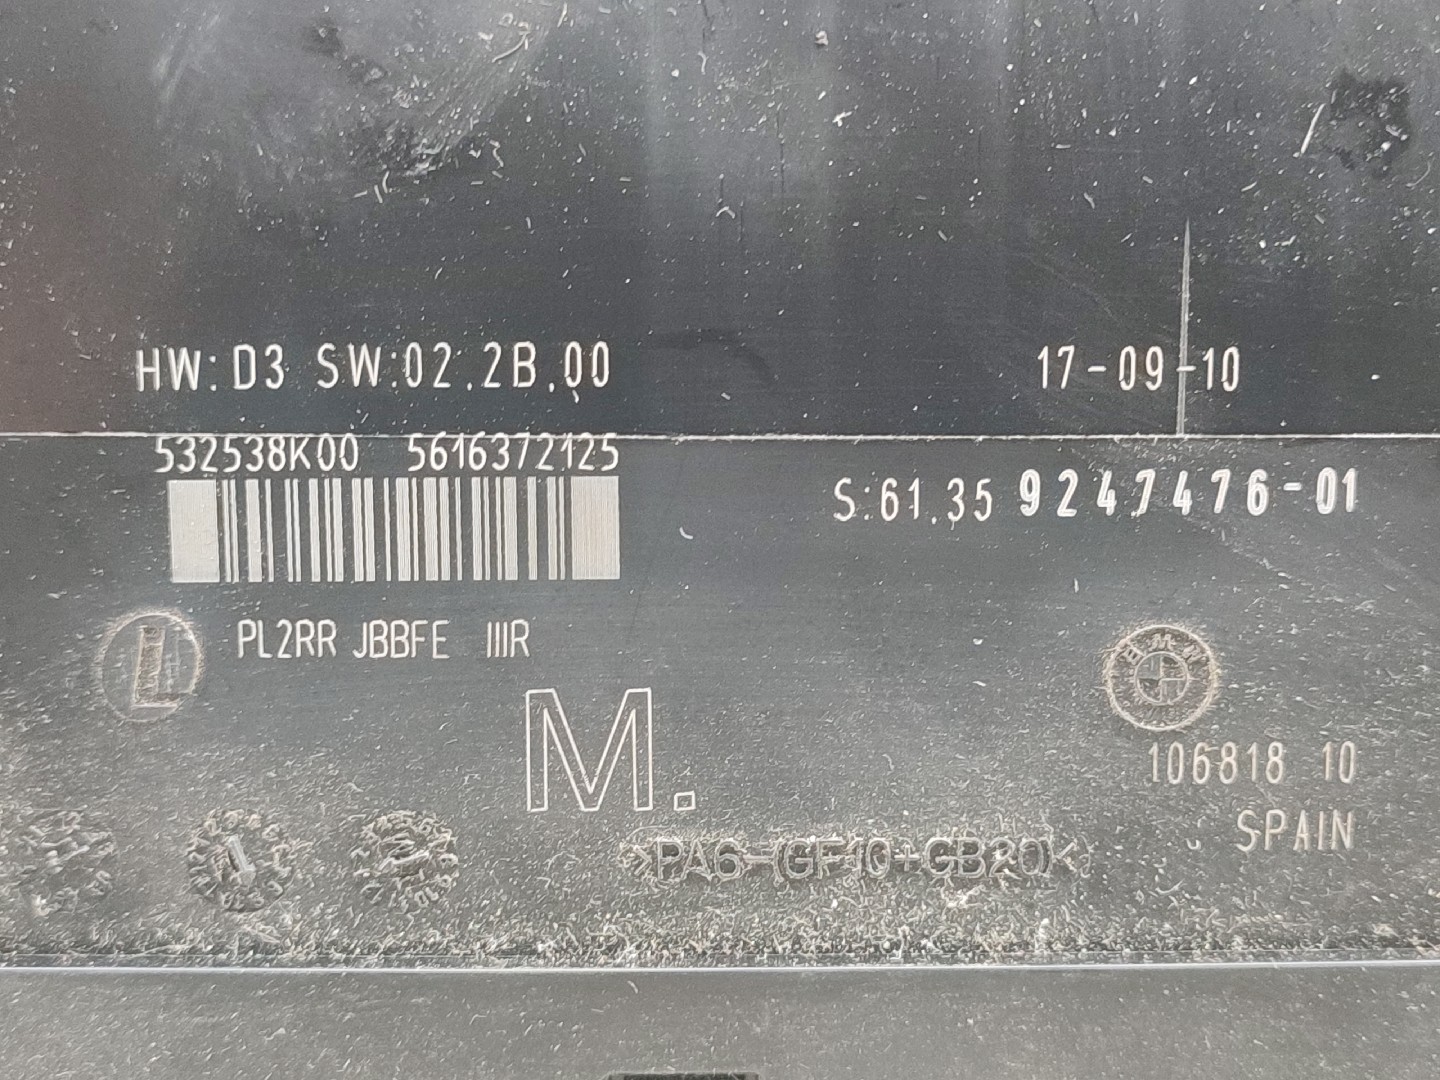 HW:D3 SW:02.2B.00
17-09-10
532538K00 5616372125
S:61.35 9247476-01
L
PL2RR JBBFE IIIR
M.
106818 10
SPAIN
>PA6-(GF10+GB20)<